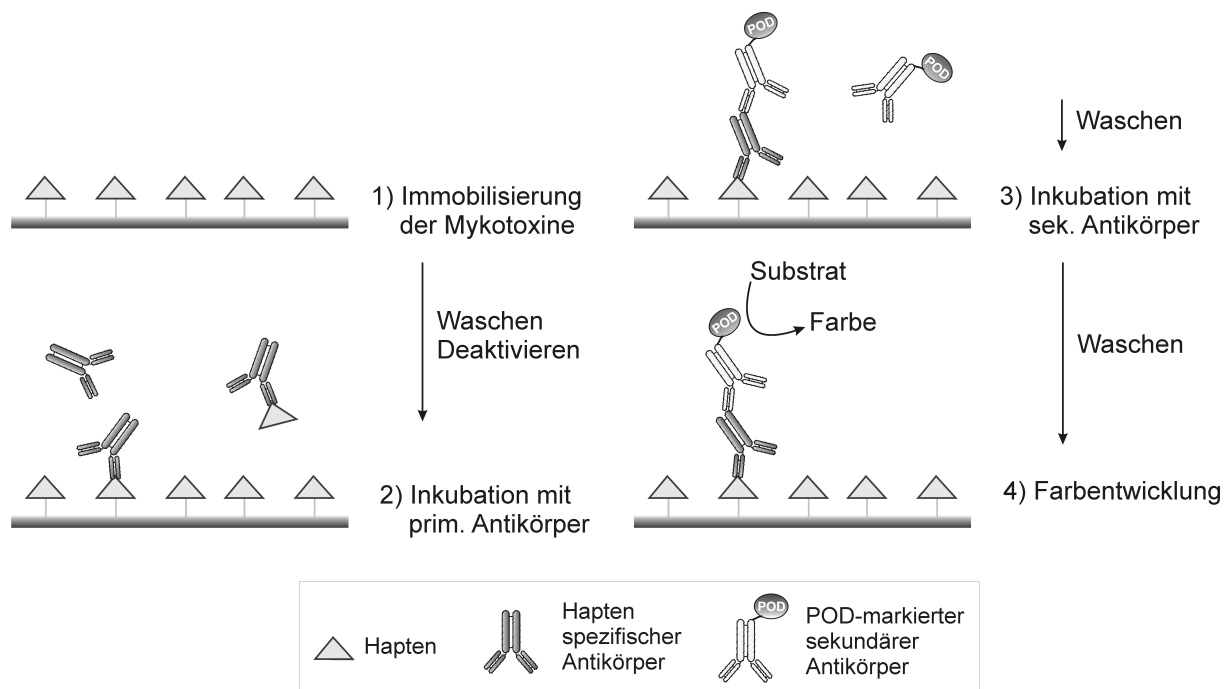 1) Immobilisierung
der Mykotoxine
Waschen
Deaktivieren
2) Inkubation mit
prim. Antikörper
POD
POD
Waschen
3) Inkubation mit
sek. Antikörper
Substrat
POD
Farbe
Waschen
4) Farbentwicklung
Hapten
Hapten
spezifischer
Antikörper
POD
POD-markierter
sekundärer
Antikörper